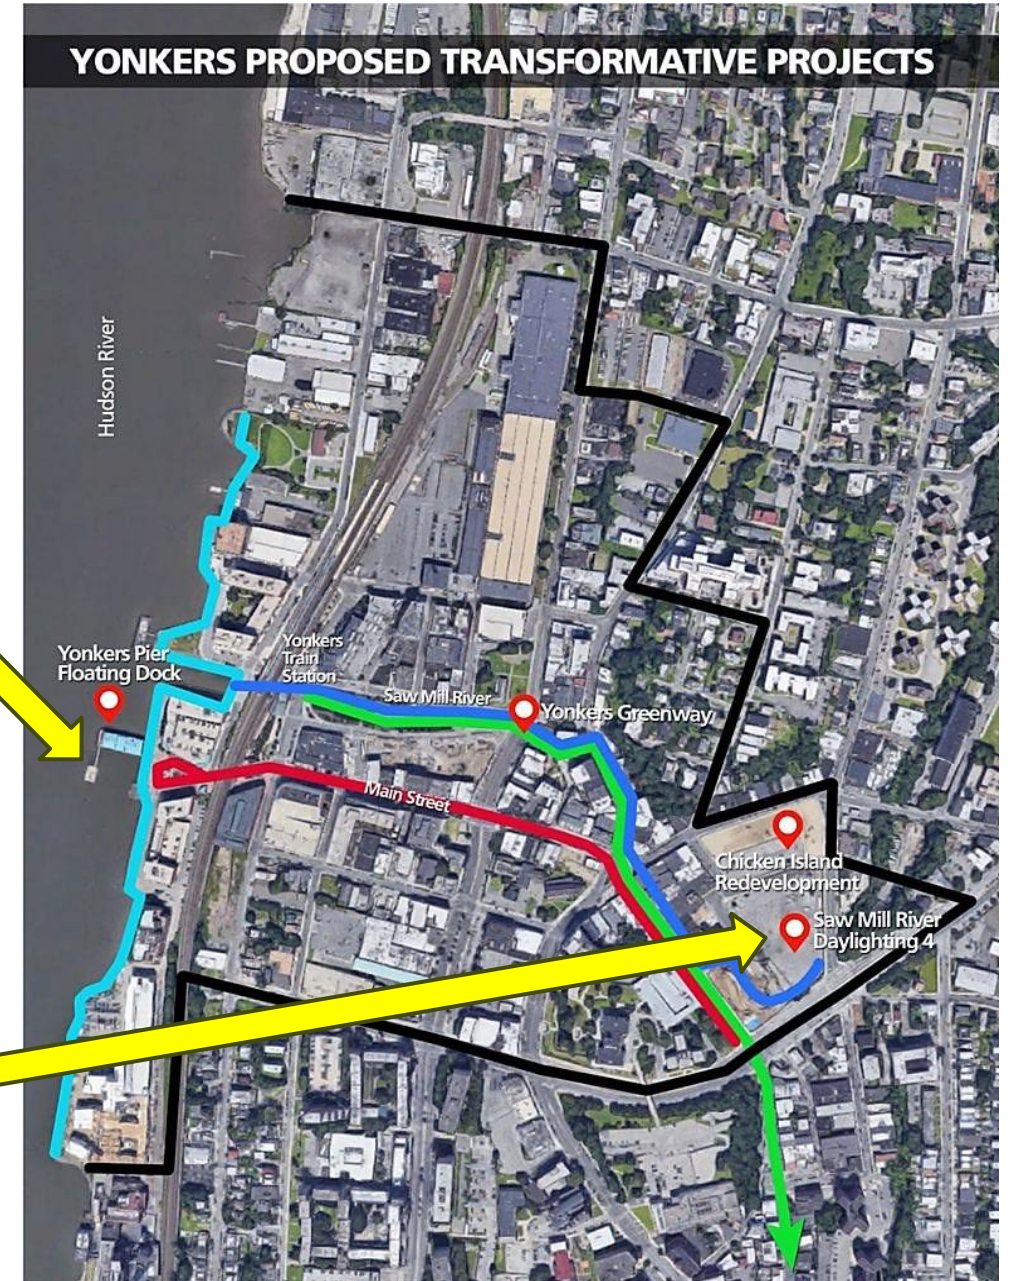 YONKERS PROPOSED TRANSFORMATIVE PROJECTS
Hudson River
Yonkers Pier
Floating Dock
Yonkers
Train
Station
Saw Mill River
Yonkers Greenway
Main Street
Chicken Island
Redevelopment
Saw Mill River
Daylighting 4